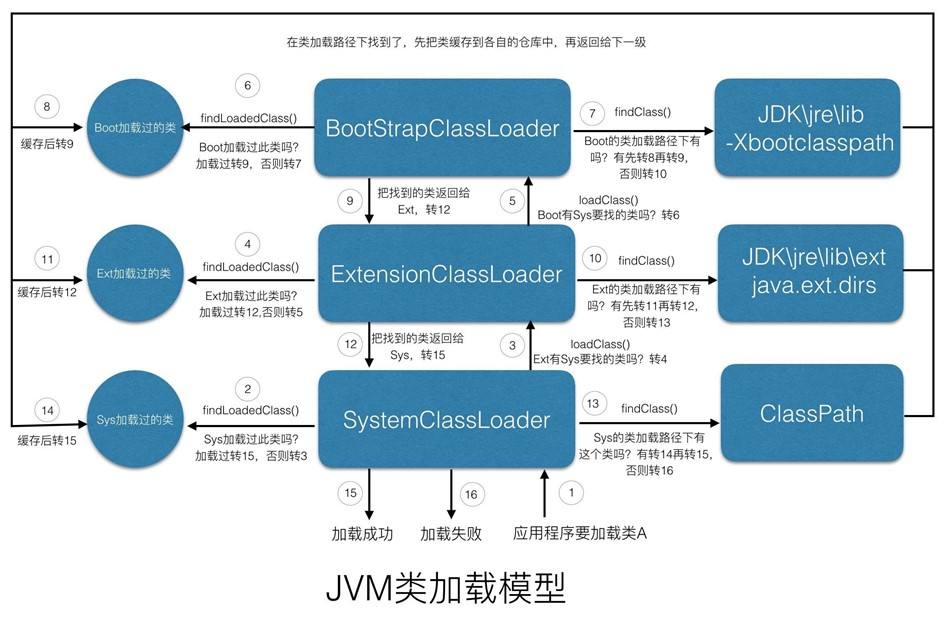 在类加载路径下找到了，先把类缓存到各自的仓库中，再返回给下一级
8
缓存后转9
Boot加载过的类
6
findLoadedClass()
Boot加载过此类吗?
加载过转9，否则转7
BootStrapClassLoader
7
findClass()
Boot的类加载路径下有
吗？有先转8再转9，
否则转10
JDK\jre\lib
-Xbootclasspath
9
把找到的类返回给
Ext，转12
5
loadClass()
Boot有Sys要找的类吗？转6
11
缓存后转12
Ext加载过的类
4
findLoadedClass()
Ext加载过此类吗?
加载过转12,否则转5
ExtensionClassLoader
10
findClass()
Ext的类加载路径下有
吗？有先转11再转12，
否则转13
JDK\jre\lib\ext
java.ext.dirs
12
把找到的类返回给
Sys，转15
3
loadClass()
Ext有Sys要找的类吗？转4
14
缓存后转15
Sys加载过的类
2
findLoadedClass()
Sys加载过此类吗?
加载过转15，否则转3
SystemClassLoader
13
findClass()
Sys的类加载路径下有
这个类吗？有转14再转15，
否则转16
ClassPath
15
加载成功
16
加载失败
1
应用程序要加载类A
JVM类加载模型